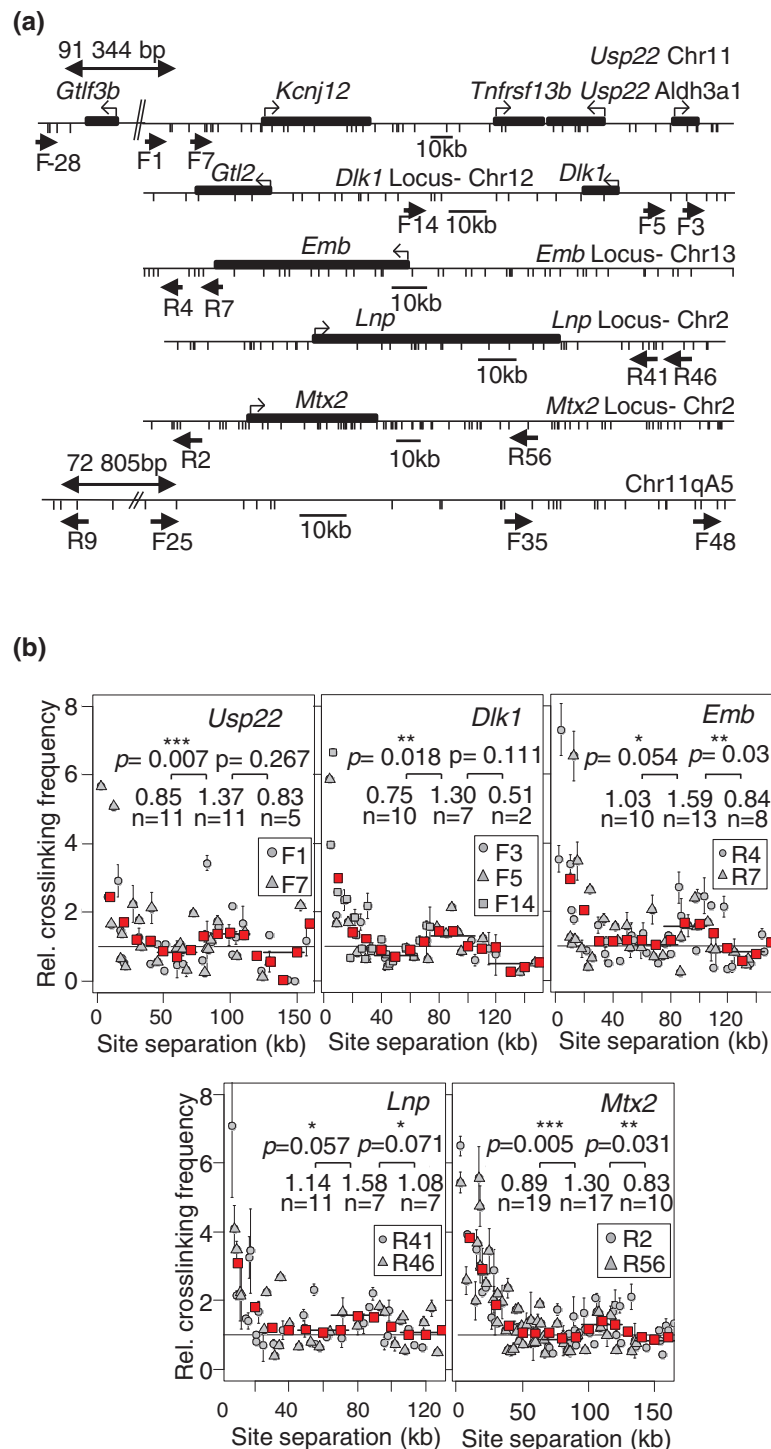 (a)
91 344 bp
Usp22 Chr11
Gtlf3b Kcnj12 Tnfrsf13b Usp22 Aldh3a1
F-28 F1 F7 10kb
Gtl2 Dlk1 Locus- Chr12 Dlk1
F14 10kb F5 F3
Emb Emb Locus- Chr13
R4 R7 10kb
Lnp Lnp Locus- Chr2
10kb R41 R46
Mtx2 Mtx2 Locus- Chr2
R2 10kb R56
72 805bp Chr11qA5
R9 F25 10kb F35 F48
(b)
Rel. crosslinking frequency
8
6
4
2
0
Usp22
***
p= 0.007 p= 0.267
0.85 1.37 0.83
n=11 n=11 n=5
F1
F7
0 50 100 150
Site separation (kb)
Dlk1
**
p= 0.018 p= 0.111
0.75 1.30 0.51
n=10 n=7 n=2
F3
F5
F14
0 40 80 140
Site separation (kb)
Emb
* **
p= 0.054 p= 0.03
1.03 1.59 0.84
n=10 n=13 n=8
R4
R7
0 40 80 120
Site separation (kb)
Rel. crosslinking frequency
8
6
4
2
0
Lnp
* *
p=0.057 p=0.071
1.14 1.58 1.08
n=11 n=7 n=7
R41
R46
0 40 80 120
Site separation (kb)
Mtx2
*** **
p=0.005 p=0.031
0.89 1.30 0.83
n=19 n=17 n=10
R2
R56
0 50 100 150
Site separation (kb)